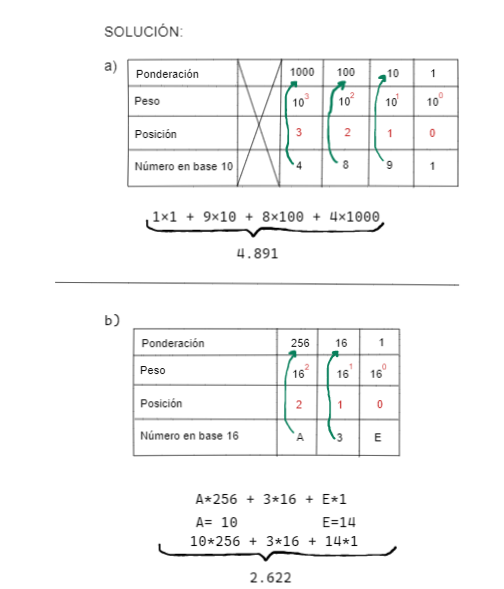 SOLUCIÓN:
a)
Ponderación 1000 100 10 1
Peso 10³ 10² 10¹ 10⁰
Posición 3 2 1 0
Número en base 10 4 8 9 1
1×1 + 9×10 + 8×100 + 4×1000
4.891
b)
Ponderación 256 16 1
Peso 16² 16¹ 16⁰
Posición 2 1 0
Número en base 16 A 3 E
A*256 + 3*16 + E*1
A= 10 E=14
10*256 + 3*16 + 14*1
2.622